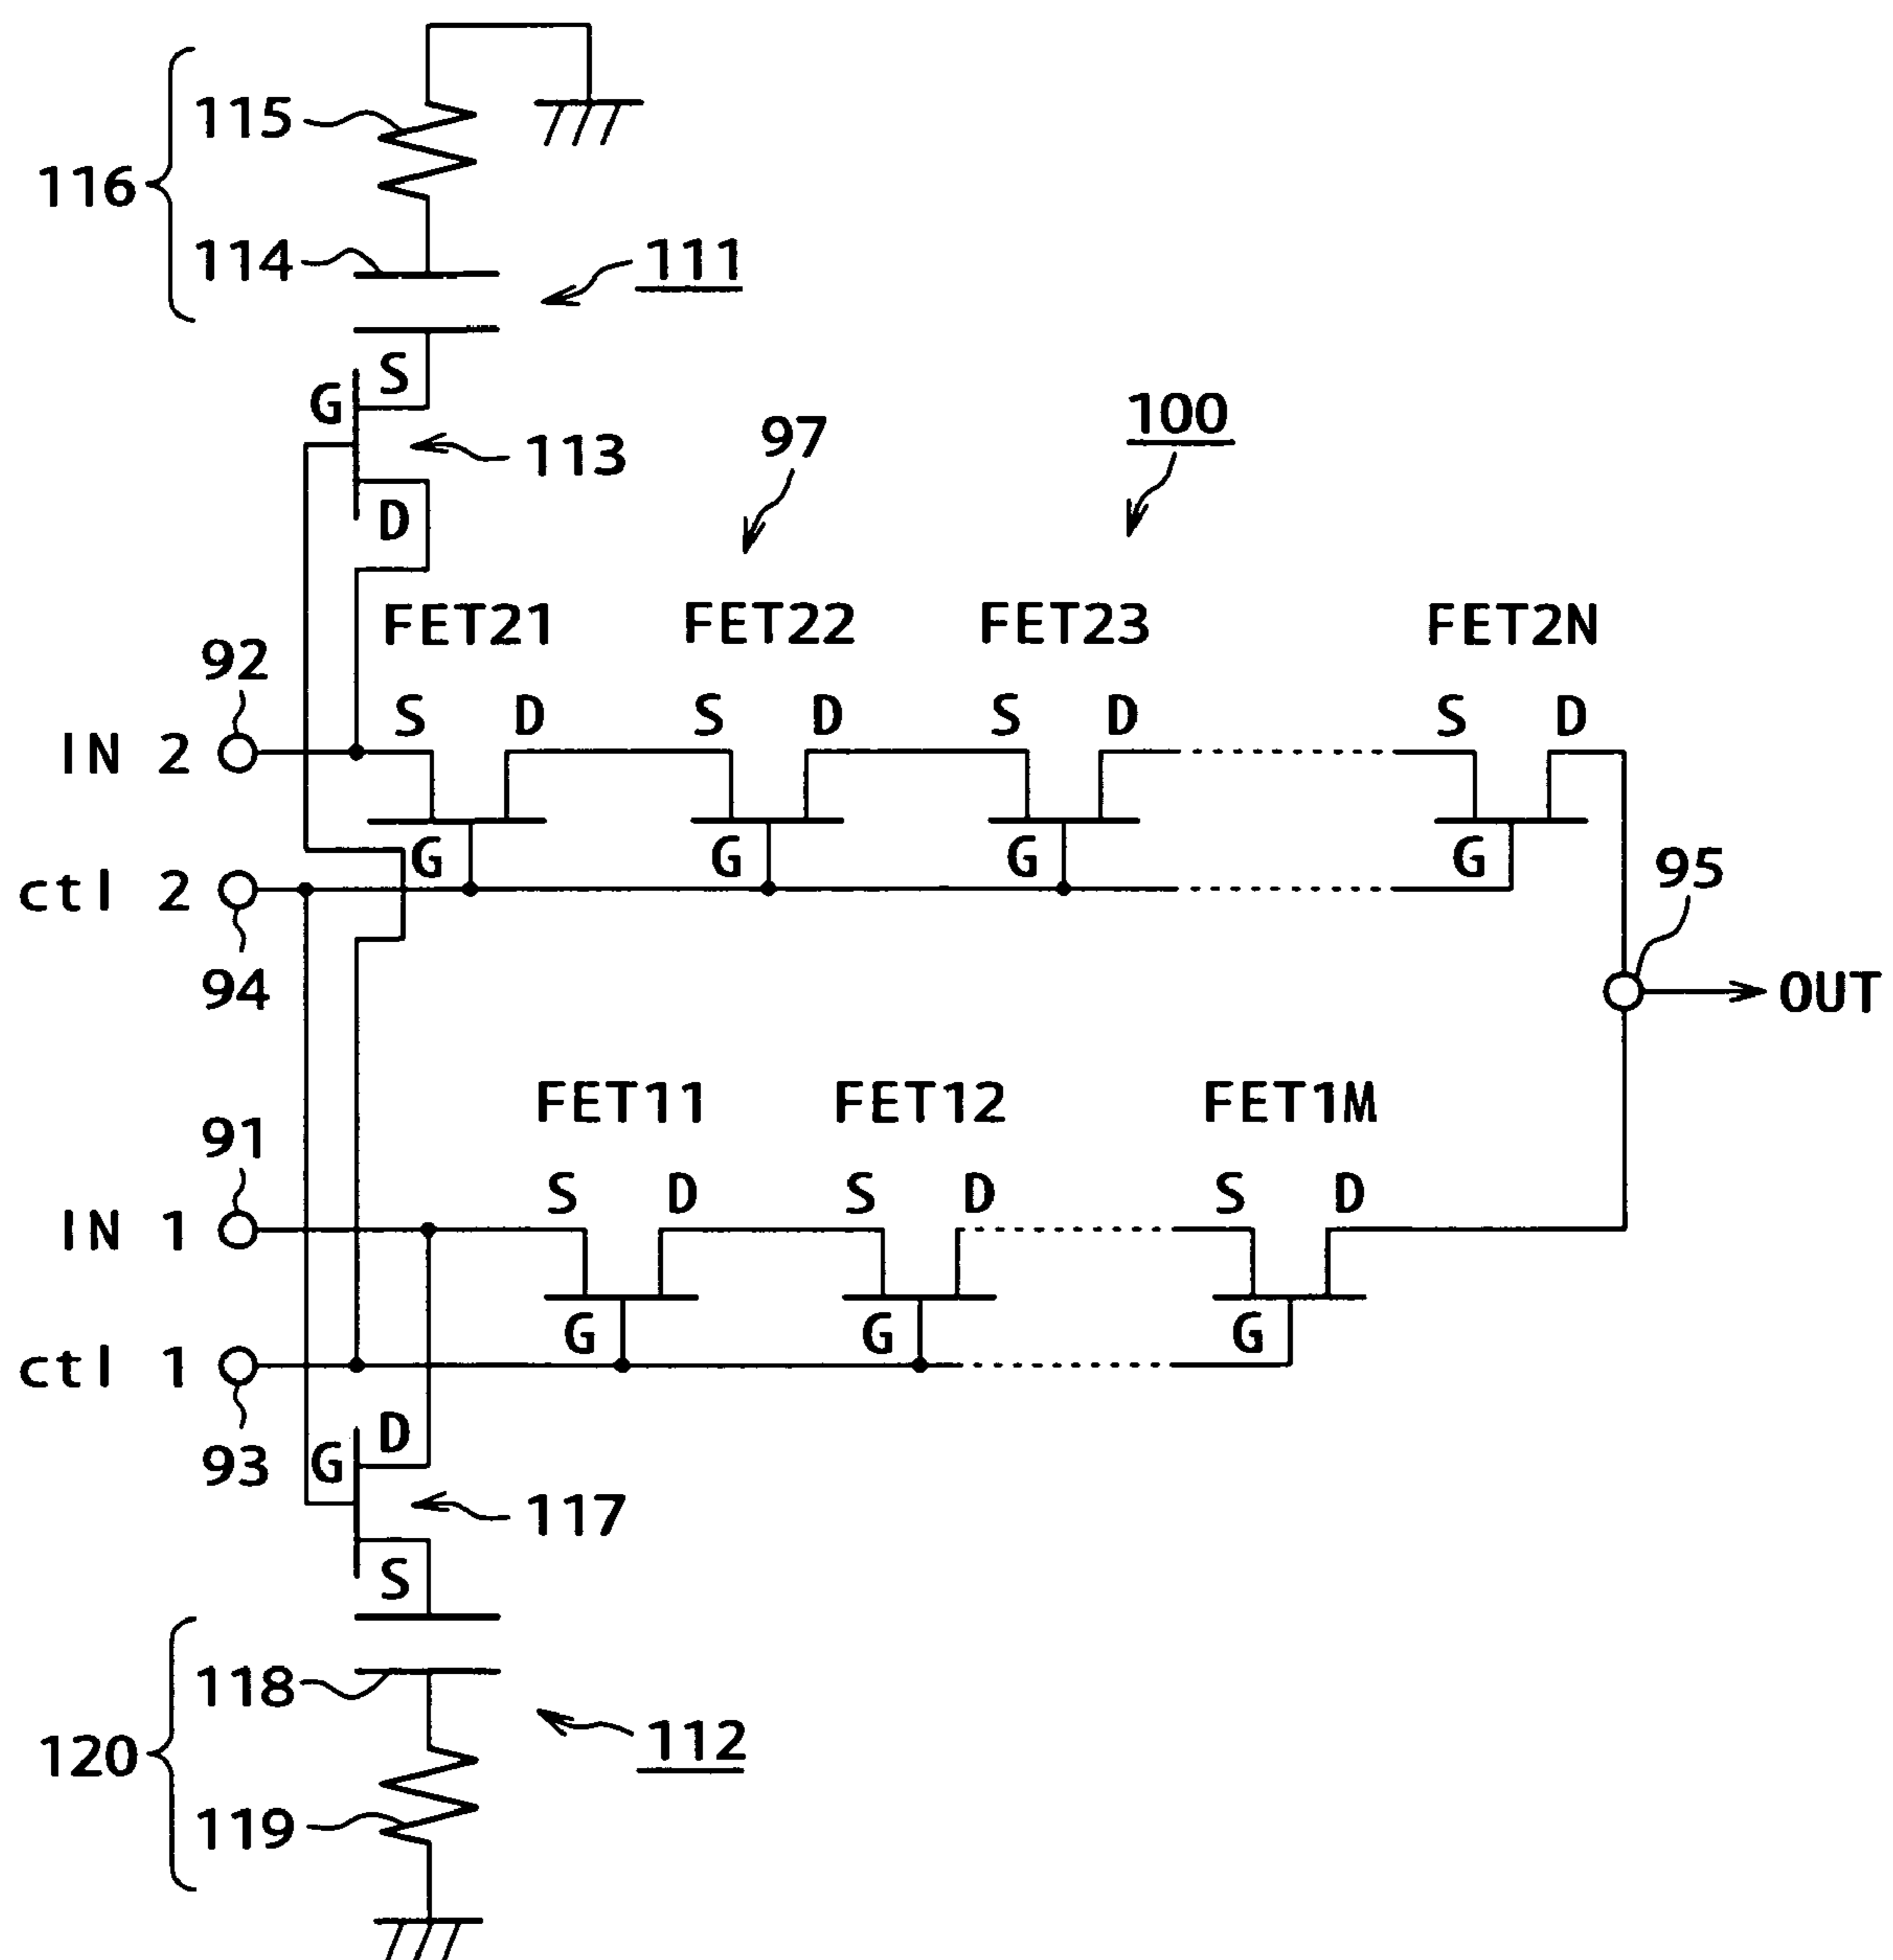 115
116
114
111
S
G
113
D
97
100
FET21 FET22 FET23 FET2N
92
S D S D S D S D
IN 2
G G G G
ctl 2
95
94
OUT
FET11 FET12 FET1M
91
S D S D S D
IN 1
G G G
ctl 1
D
93
G
117
S
118
112
120
119